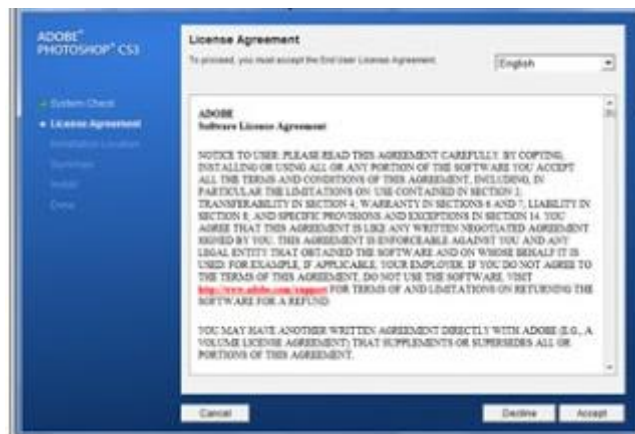 ADOBE®
PHOTOSHOP® CS3
License Agreement
To proceed, you must accept the End User License Agreement.
English
System Check
License Agreement
Installation Location
Summary
Install
Done
ADOBE
Software License Agreement
NOTICE TO USER: PLEASE READ THIS AGREEMENT CAREFULLY. BY COPYING,
INSTALLING OR USING ALL OR ANY PORTION OF THE SOFTWARE YOU ACCEPT
ALL THE TERMS AND CONDITIONS OF THIS AGREEMENT, INCLUDING, IN
PARTICULAR THE LIMITATIONS ON: USE CONTAINED IN SECTION 2;
TRANSFERABILITY IN SECTION 4; WARRANTY IN SECTIONS 6 AND 7; LIABILITY IN
SECTION 8; AND SPECIFIC PROVISIONS AND EXCEPTIONS IN SECTION 14. YOU
AGREE THAT THIS AGREEMENT IS LIKE ANY WRITTEN NEGOTIATED AGREEMENT
SIGNED BY YOU. THIS AGREEMENT IS ENFORCEABLE AGAINST YOU AND ANY
LEGAL ENTITY THAT OBTAINED THE SOFTWARE AND ON WHOSE BEHALF IT IS
USED: FOR EXAMPLE, IF APPLICABLE, YOUR EMPLOYER. IF YOU DO NOT AGREE TO
THE TERMS OF THIS AGREEMENT, DO NOT USE THE SOFTWARE. VISIT
http://www.adobe.com/support FOR TERMS OF AND LIMITATIONS ON RETURNING THE
SOFTWARE FOR A REFUND.
YOU MAY HAVE ANOTHER WRITTEN AGREEMENT DIRECTLY WITH ADOBE (E.G., A
VOLUME LICENSE AGREEMENT) THAT SUPPLEMENTS OR SUPERSEDES ALL OR
PORTIONS OF THIS AGREEMENT.
Cancel
Decline
Accept